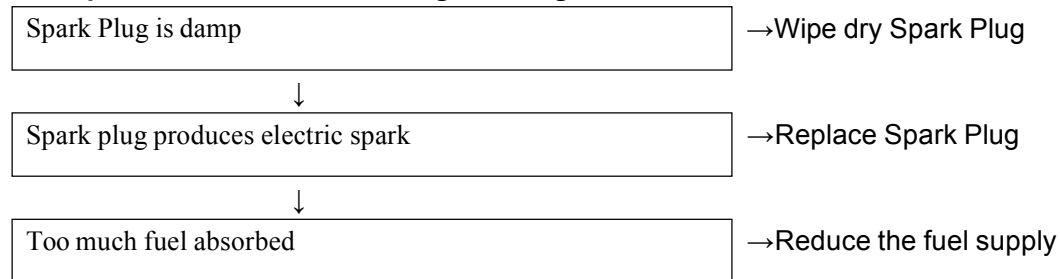 Spark Plug is damp →Wipe dry Spark Plug
↓
Spark plug produces electric spark →Replace Spark Plug
↓
Too much fuel absorbed →Reduce the fuel supply